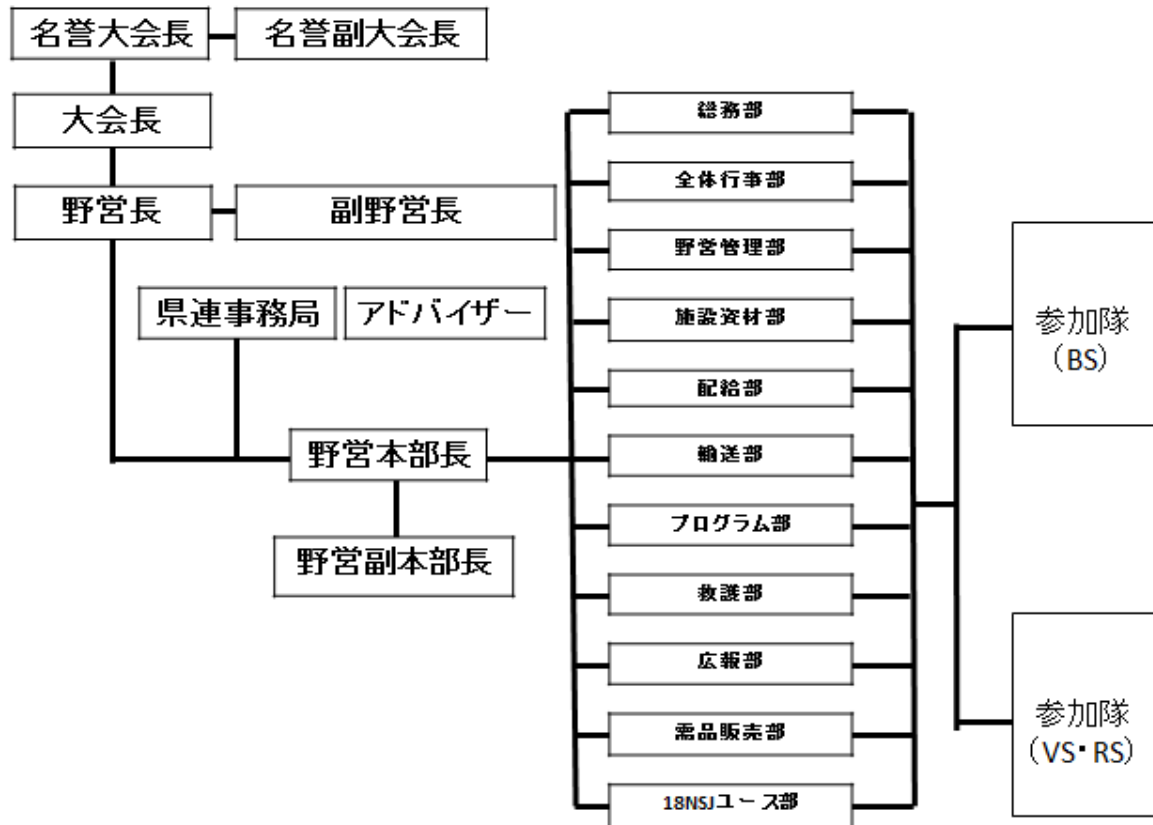 名誉大会長
名誉副大会長
大会長
野営長
副野営長
県連事務局
アドバイザー
野営本部長
野営副本部長
総務部
全体行事部
野営管理部
施設資材部
配給部
輸送部
プログラム部
救護部
広報部
需品販売部
18NSJユース部
参加隊
（BS）
参加隊
（VS・RS）